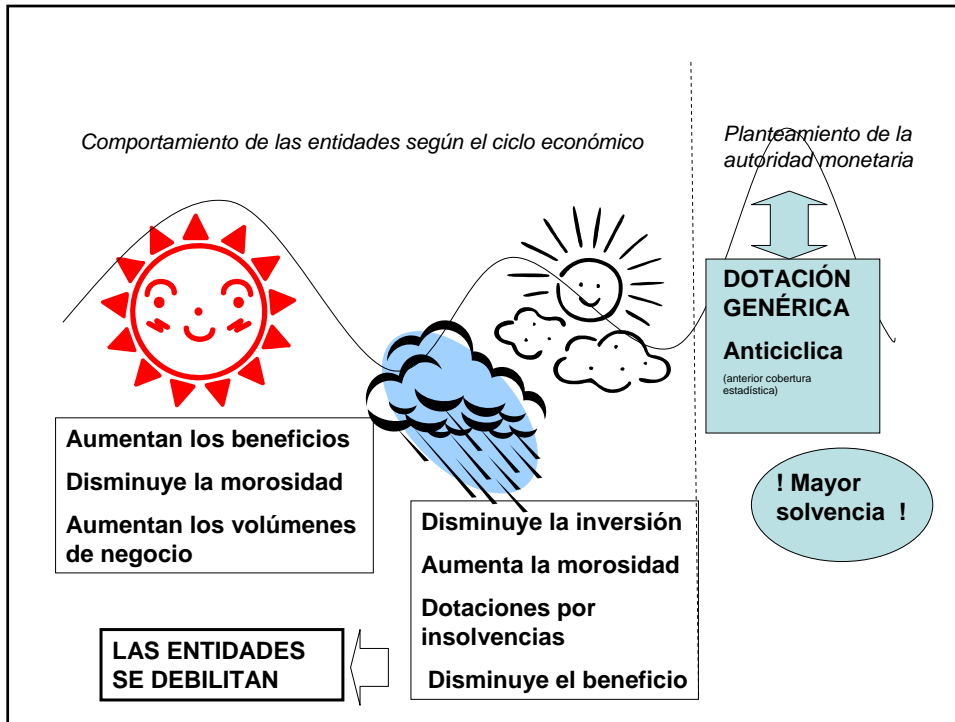 Comportamiento de las entidades según el ciclo económico
Planteamiento de la
autoridad monetaria
Aumentan los beneficios
Disminuye la morosidad
Aumentan los volúmenes
de negocio
Disminuye la inversión
Aumenta la morosidad
Dotaciones por
insolvencias
Disminuye el beneficio
LAS ENTIDADES
SE DEBILITAN
DOTACIÓN
GENÉRICA
Anticiclica
(anterior cobertura
estadística)
! Mayor
solvencia !